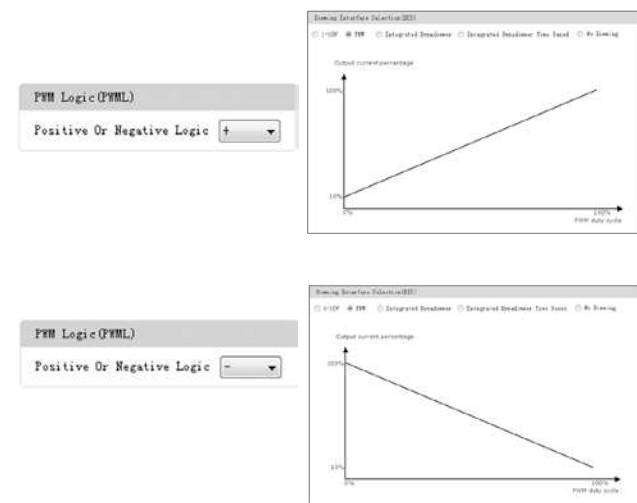 Dimming Interface Selection(DIS)
1-10V PWM Integrated Dynadimmer Integrated Dynadimmer Time Based No Dimming
Output current percentage
100%
10%
0%
100%
PWM duty cycle
PWM Logic(PWML)
Positive Or Negative Logic +
Dimming Interface Selection(DIS)
1-10V PWM Integrated Dynadimmer Integrated Dynadimmer Time Based No Dimming
Output current percentage
100%
10%
0%
100%
PWM duty cycle
PWM Logic(PWML)
Positive Or Negative Logic -